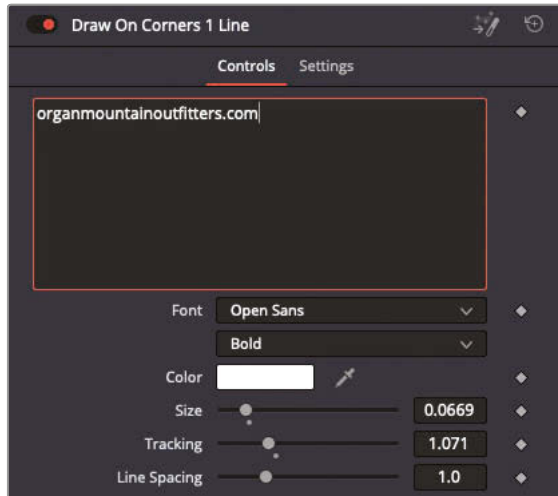 Draw On Corners 1 Line
Controls Settings
organmountainoutfitters.com
Font Open Sans
Bold
Color
Size 0.0669
Tracking 1.071
Line Spacing 1.0